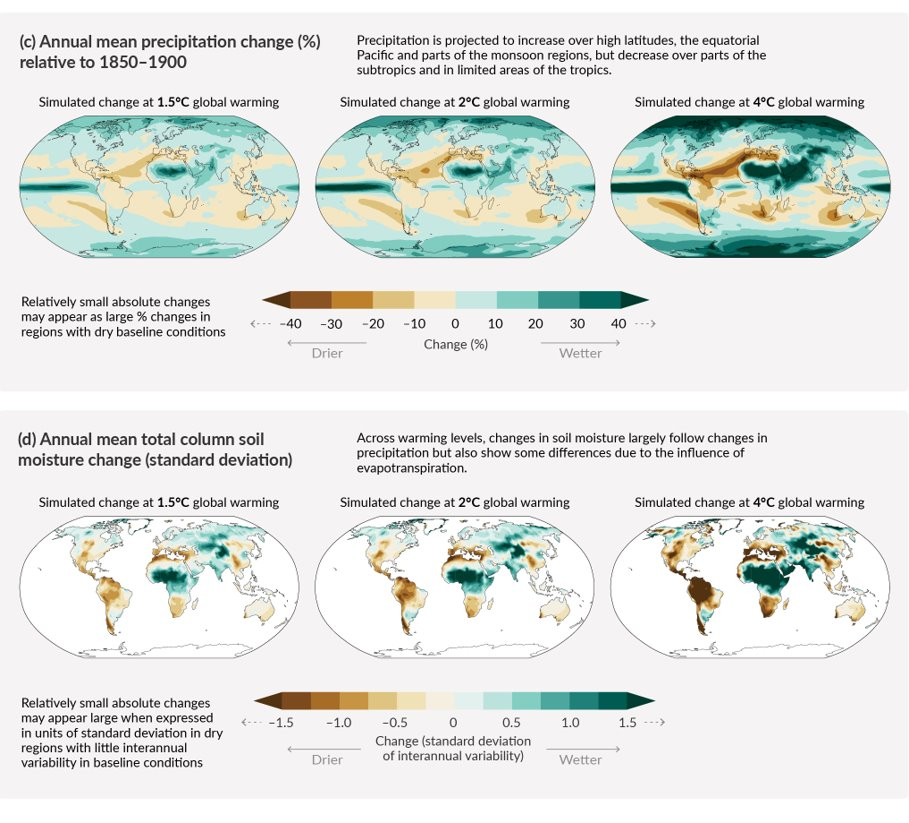 (c) Annual mean precipitation change (%)
relative to 1850–1900
Precipitation is projected to increase over high latitudes, the equatorial
Pacific and parts of the monsoon regions, but decrease over parts of the
subtropics and in limited areas of the tropics.
Simulated change at 1.5°C global warming
Simulated change at 2°C global warming
Simulated change at 4°C global warming
Relatively small absolute changes
may appear as large % changes in
regions with dry baseline conditions
–40 –30 –20 –10 0 10 20 30 40
Change (%)
Drier
Wetter
(d) Annual mean total column soil
moisture change (standard deviation)
Across warming levels, changes in soil moisture largely follow changes in
precipitation but also show some differences due to the influence of
evapotranspiration.
Simulated change at 1.5°C global warming
Simulated change at 2°C global warming
Simulated change at 4°C global warming
Relatively small absolute changes
may appear large when expressed
in units of standard deviation in dry
regions with little interannual
variability in baseline conditions
–1.5 –1.0 –0.5 0 0.5 1.0 1.5
Change (standard deviation
of interannual variability)
Drier
Wetter